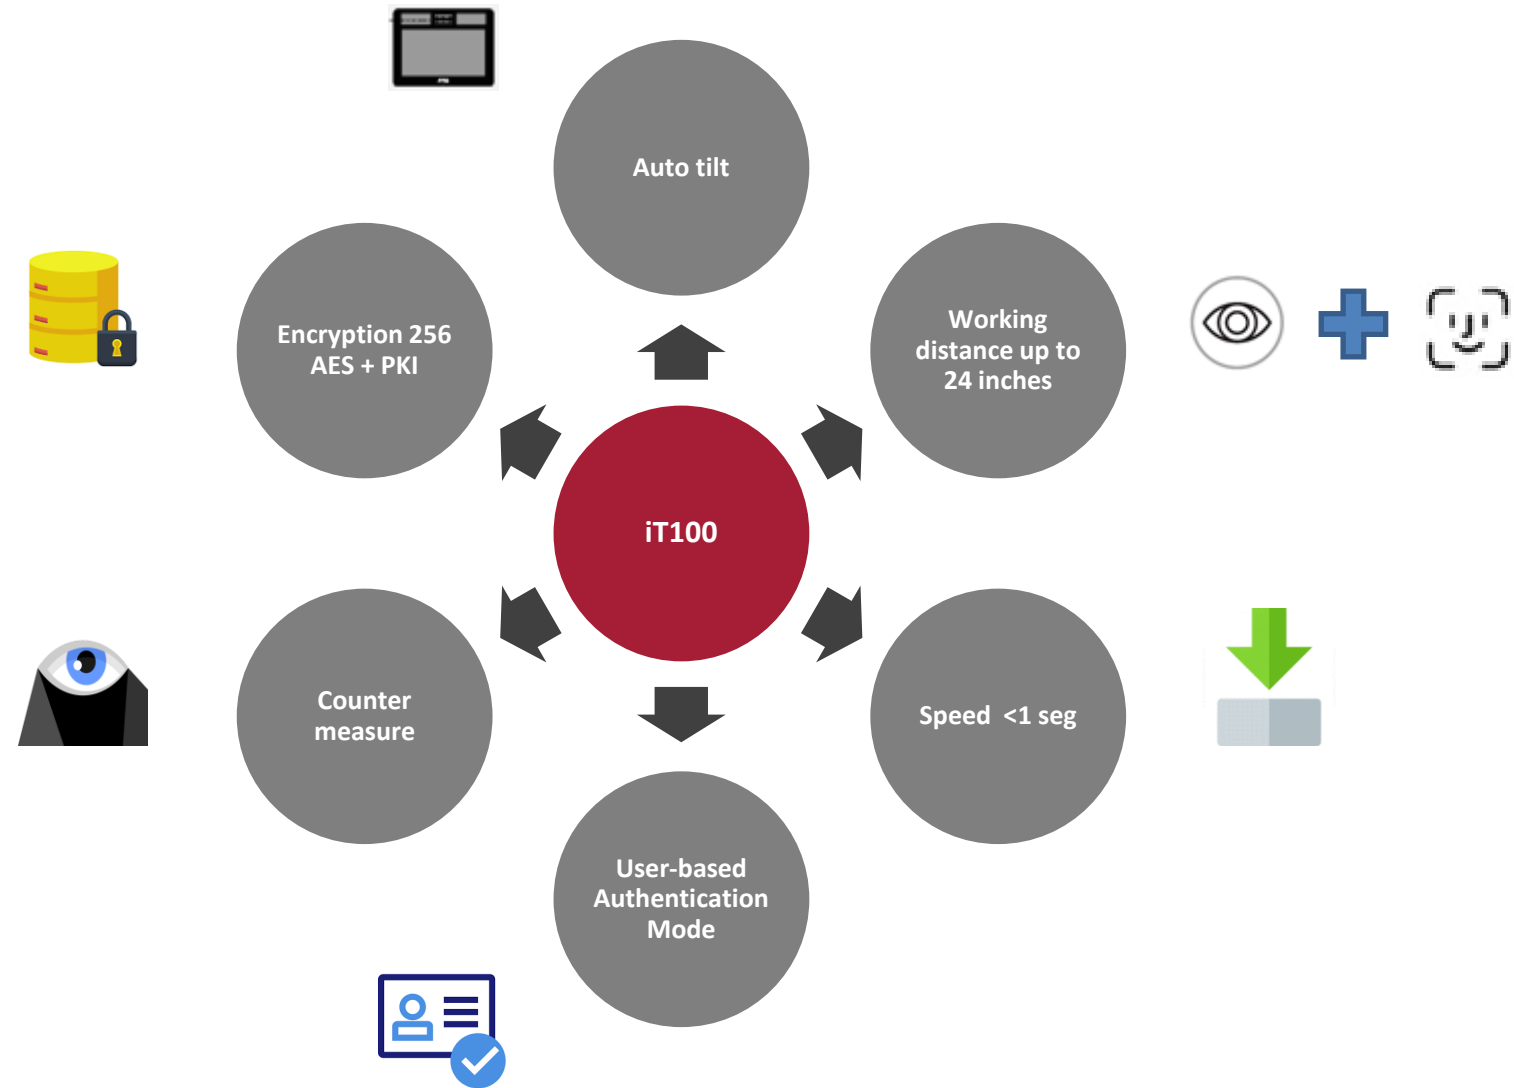 Auto tilt
Encryption 256
AES + PKI
Working
distance up to
24 inches
iT100
Counter
measure
Speed <1 seg
User-based
Authentication
Mode